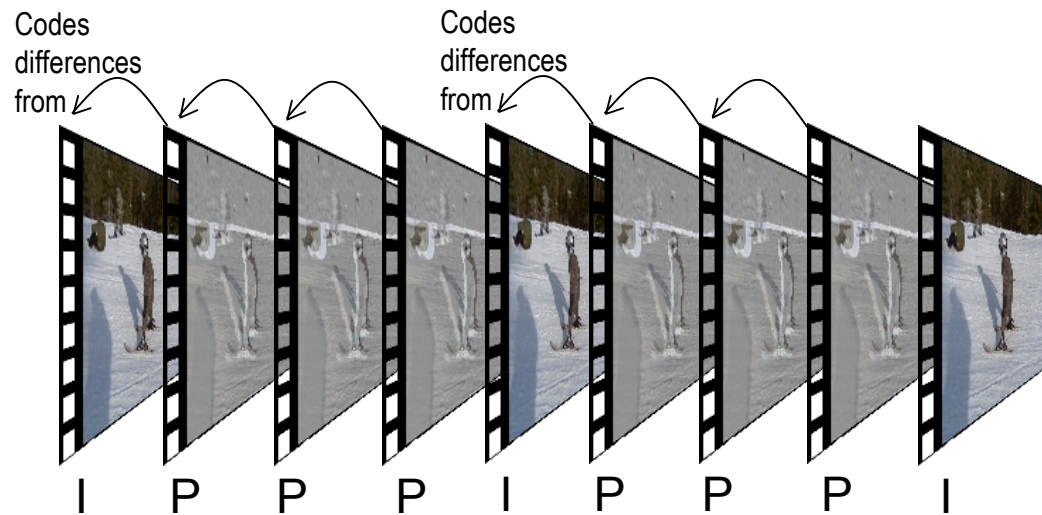 Codes
differences
from
Codes
differences
from
I P P P I P P P I